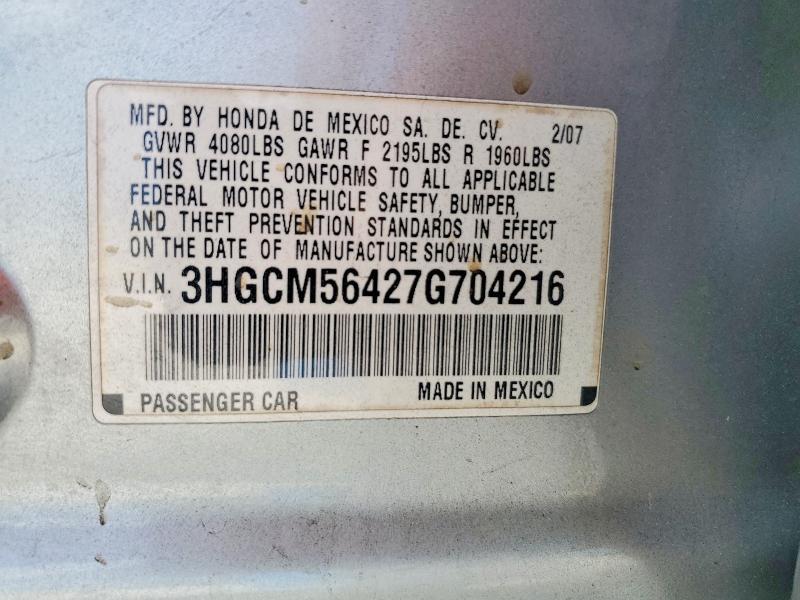 MFD. BY HONDA DE MEXICO SA. DE. CV. 2/07
GVWR 4080LBS GAWR F 2195LBS R 1960LBS
THIS VEHICLE CONFORMS TO ALL APPLICABLE
FEDERAL MOTOR VEHICLE SAFETY, BUMPER,
AND THEFT PREVENTION STANDARDS IN EFFECT
ON THE DATE OF MANUFACTURE SHOWN ABOVE:
V.I.N. 3HGCM56427G704216
PASSENGER CAR MADE IN MEXICO